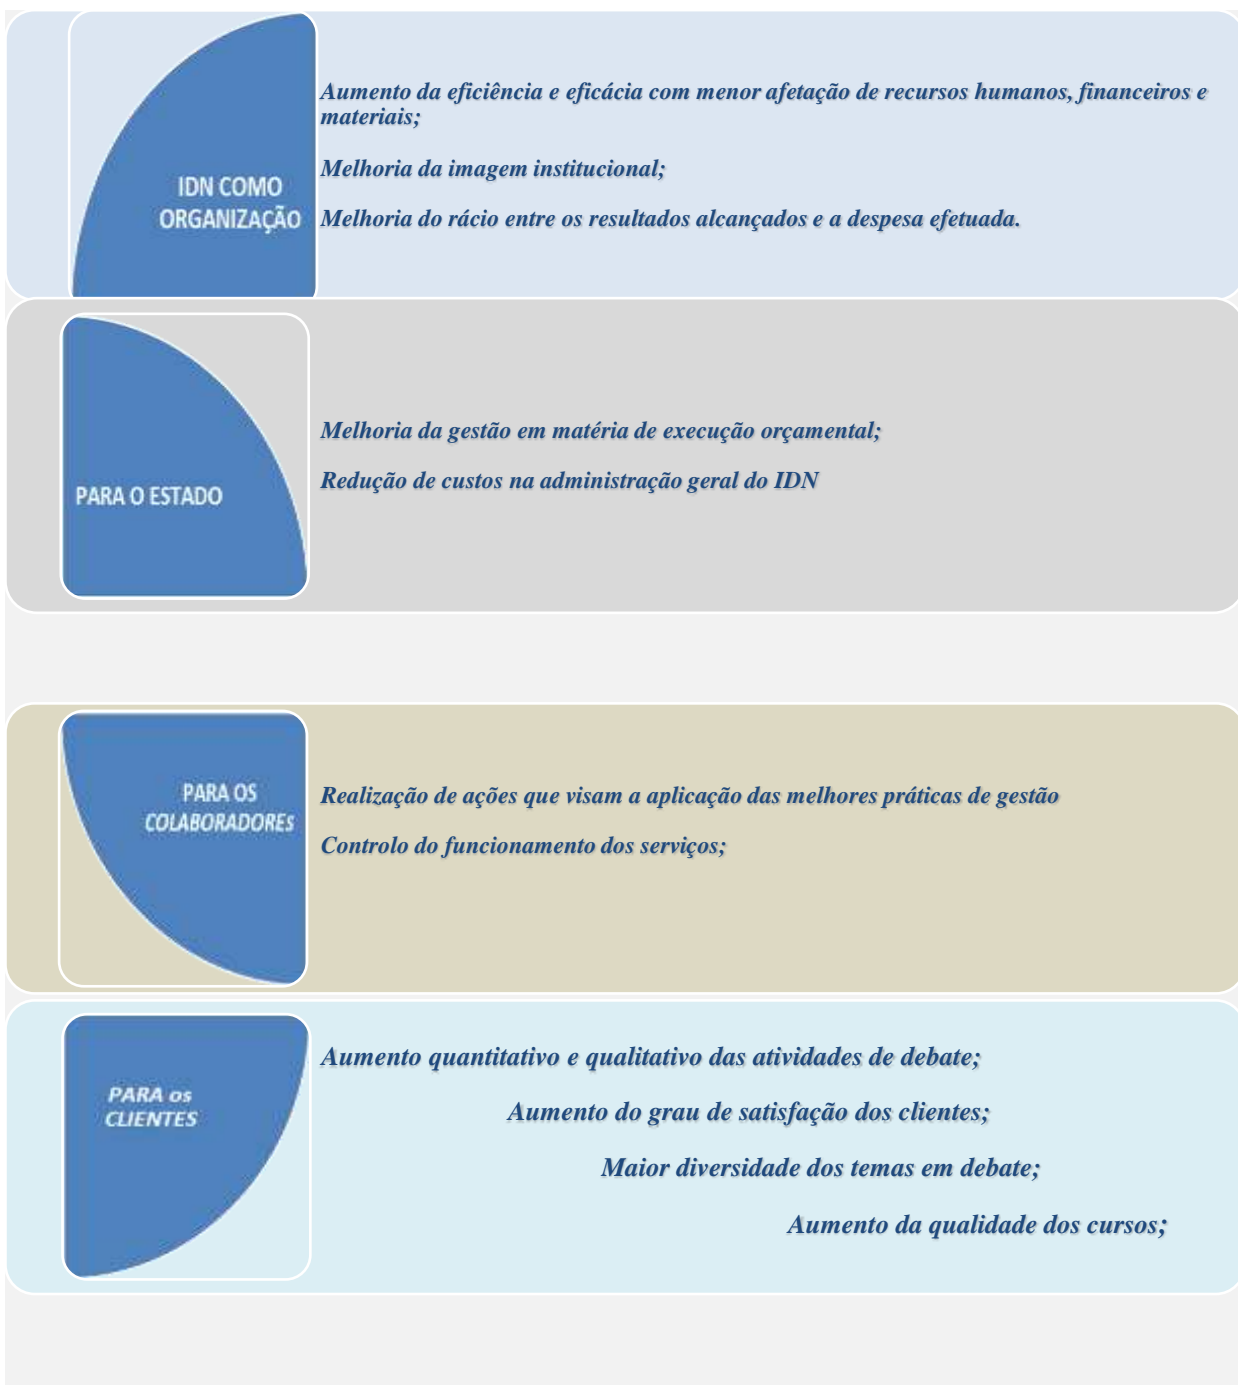 IDN COMO
ORGANIZAÇÃO
Aumento da eficiência e eficácia com menor afetação de recursos humanos, financeiros e
materiais;
Melhoria da imagem institucional;
Melhoria do rácio entre os resultados alcançados e a despesa efetuada.
PARA O ESTADO
Melhoria da gestão em matéria de execução orçamental;
Redução de custos na administração geral do IDN
PARA OS
COLABORADOREs
Realização de ações que visam a aplicação das melhores práticas de gestão
Controlo do funcionamento dos serviços;
PARA os
CLIENTES
Aumento quantitativo e qualitativo das atividades de debate;
Aumento do grau de satisfação dos clientes;
Maior diversidade dos temas em debate;
Aumento da qualidade dos cursos;